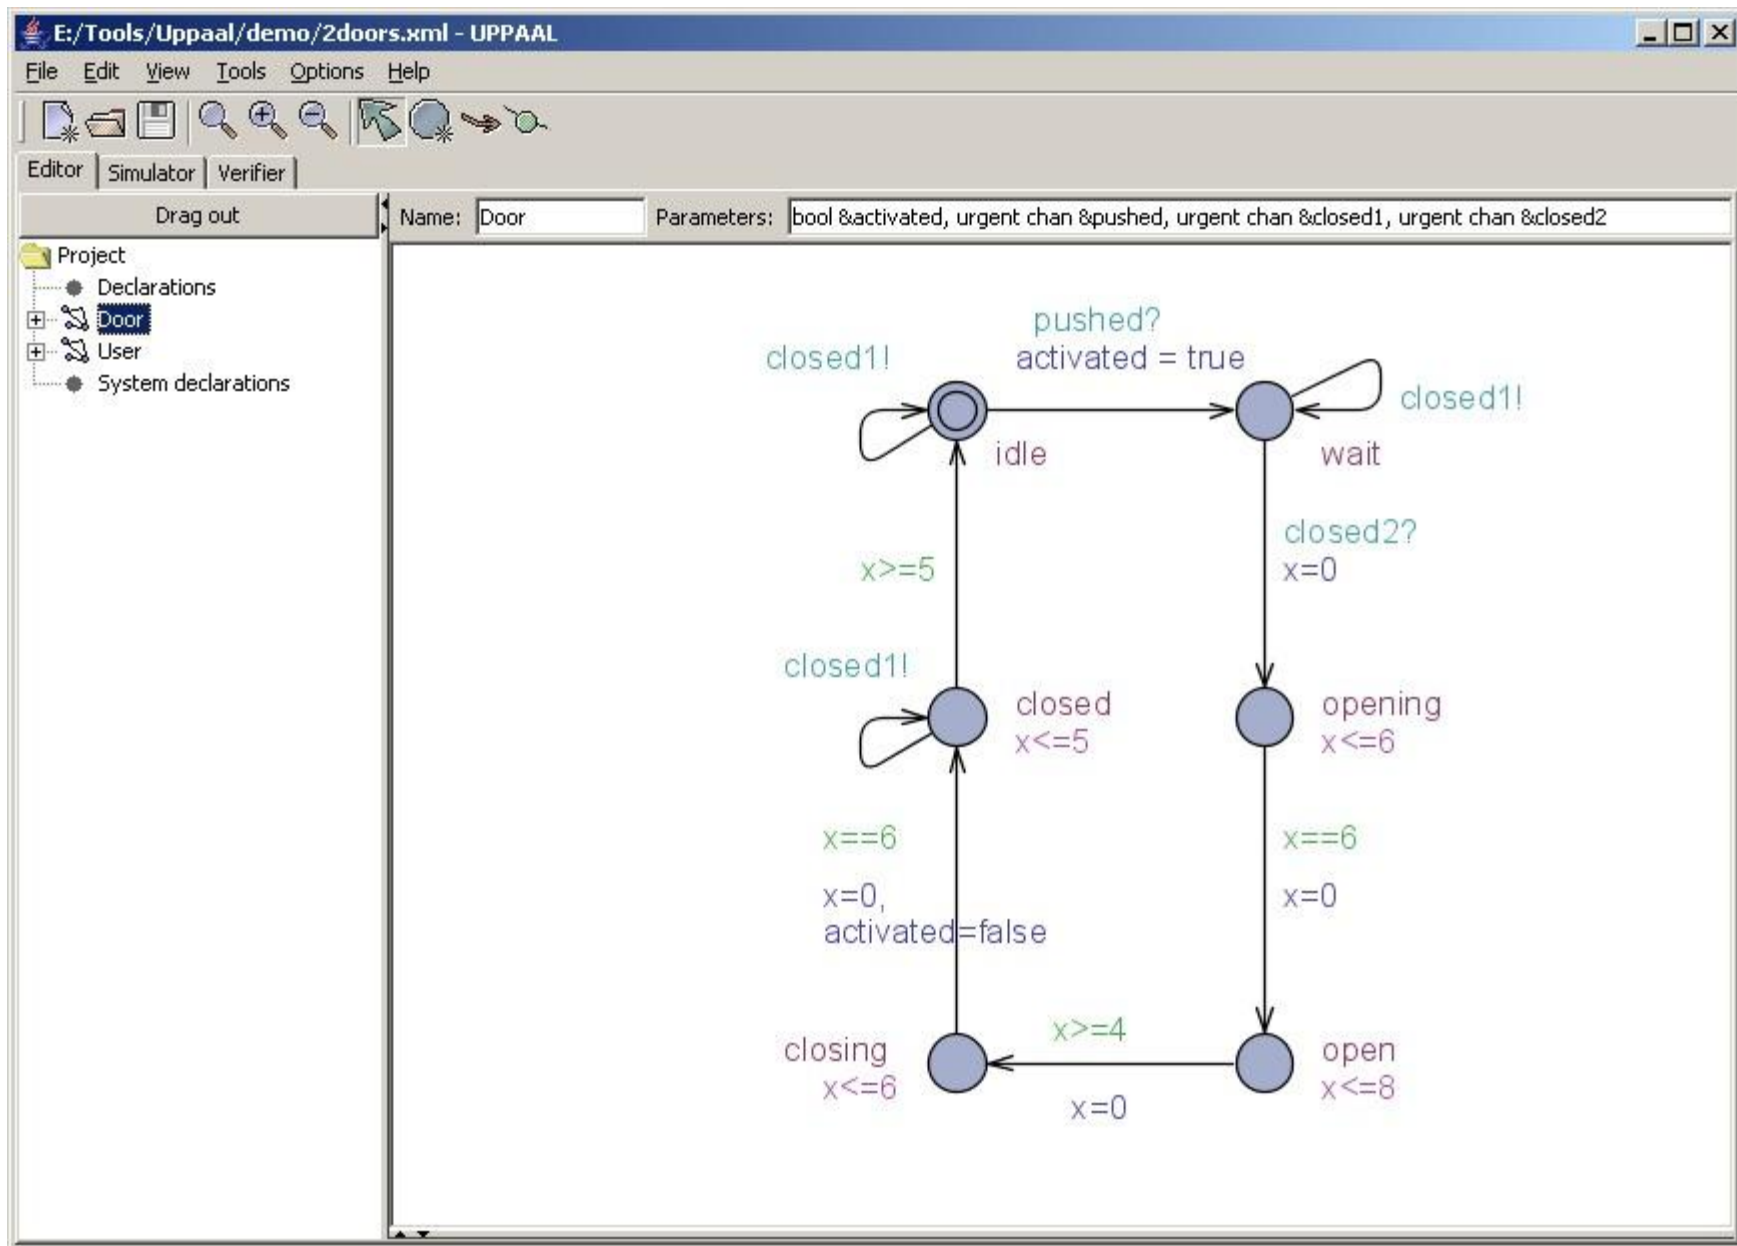 E:/Tools/Uppaal/demo/2doors.xml - UPPAAL
File Edit View Tools Options Help
Editor Simulator Verifier
Drag out
Name: Door Parameters: bool &activated, urgent chan &pushed, urgent chan &closed1, urgent chan &closed2
Project
Declarations
Door
User
System declarations
pushed?
closed1! activated = true
closed1!
idle wait
closed2?
x>=5 x=0
closed1!
closed opening
x<=5 x<=6
x==6 x==6
x=0, x=0
activated=false
x>=4
closing open
x<=6 x<=8
x=0